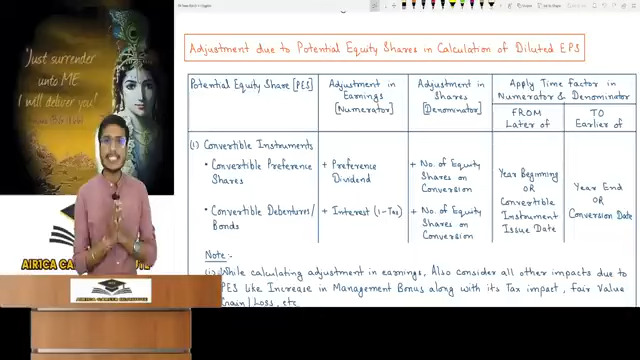 Adjustment due to Potential Equity Shares in Calculation of Diluted EPS
"Just surrender
unto ME
I will deliver you!
Potential Equity Share [PES]
Adjustment in
Earnings
[Numerator]
Adjustment in
Shares
[Denominator]
Apply Time Factor in
Numerator & Denominator
FROM
Later of
TO
Earlier of
(i) Convertible Instruments
• Convertible Preference
Shares
+ Preference
Dividend
+ No. of Equity
Shares on
Conversion
• Convertible Debentures/
Bonds
+ Interest (1-Tax)
+ No. of Equity
Shares on
Conversion
Year Beginning
OR
Convertible
Instrument
Issue Date
Year End
OR
Conversion Date
Note:-
(i) While calculating adjustment in earnings, Also consider all other impacts due to
PES like Increase in Management Bonus along with its Tax impact, Fair Value
Gain/Loss, etc.
AIRICA CA
AIRICA CAREER INSTITUTE